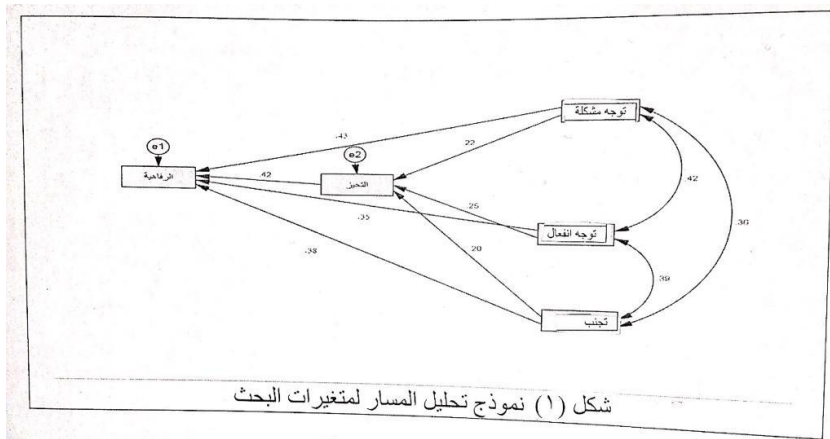 توجه مشكلة
.43
.22
e1
e2
.42
الرفاهية
التحيز
.42
.25
.35
.36
توجه انفعال
.20
.38
.39
تجنب
شكل (١) نموذج تحليل المسار لمتغيرات البحث